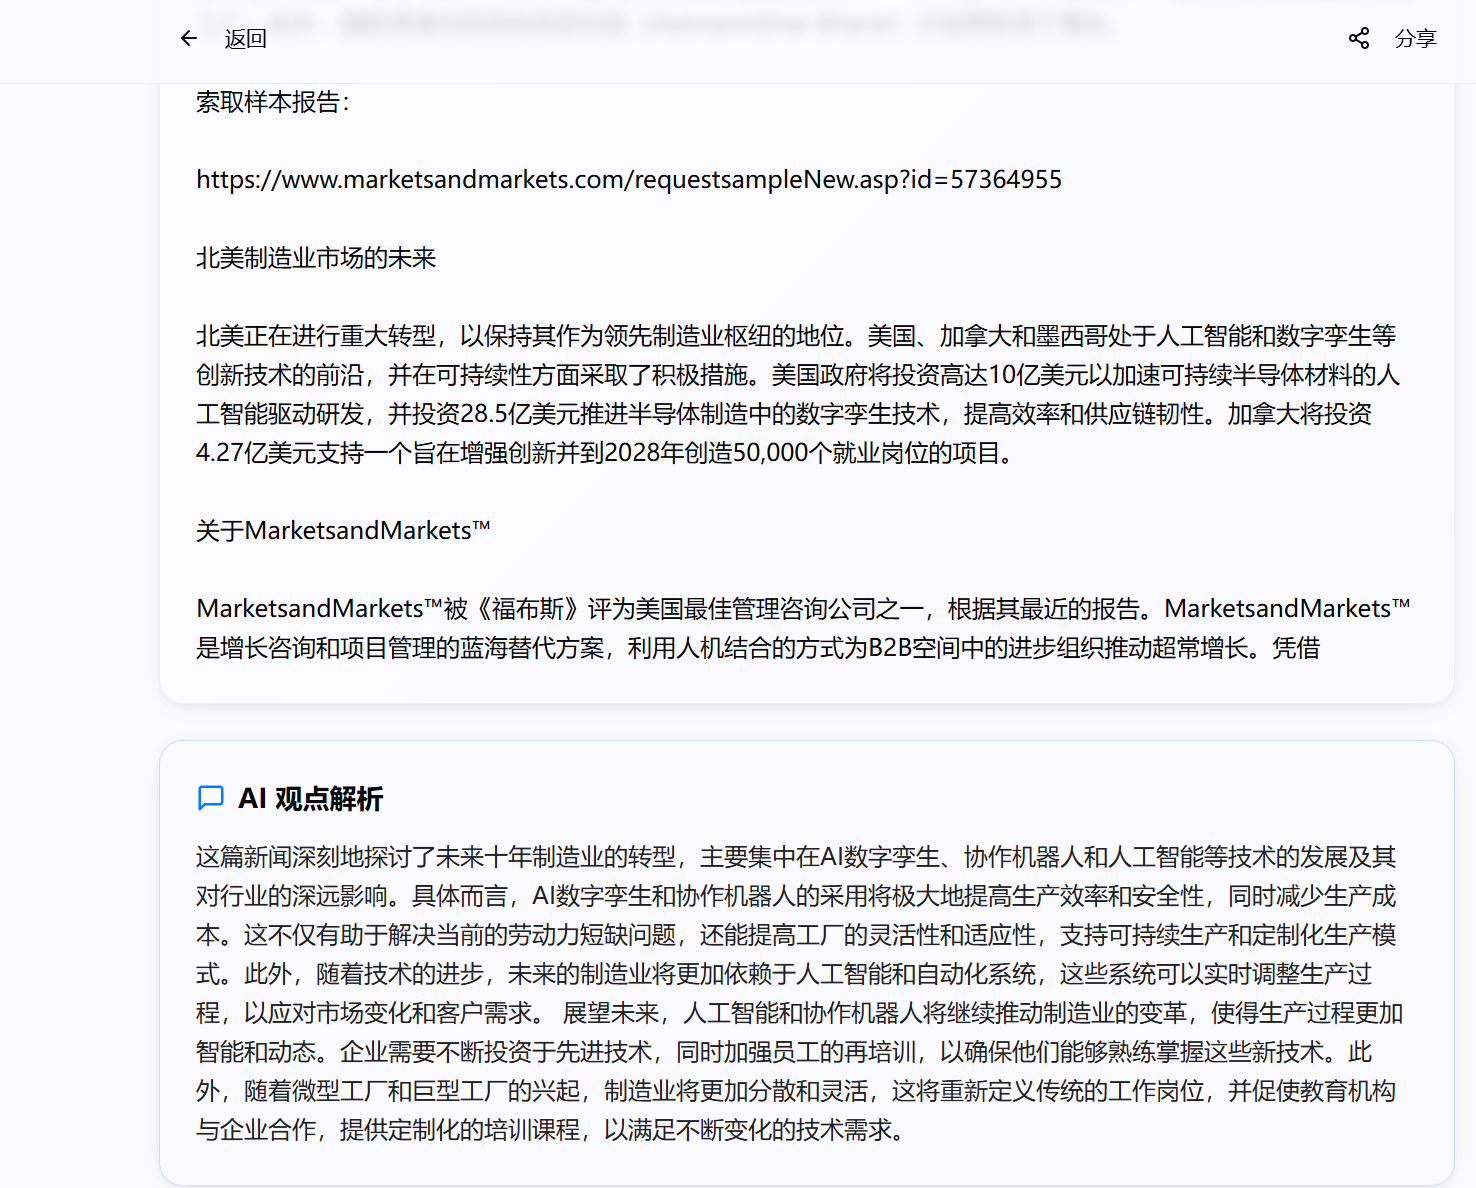 返回
分享
索取样本报告：
https://www.marketsandmarkets.com/requestsampleNew.asp?id=57364955
北美制造业市场的未来
北美正在进行重大转型，以保持其作为领先制造业枢纽的地位。美国、加拿大和墨西哥处于人工智能和数字孪生等
创新技术的前沿，并在可持续性方面采取了积极措施。美国政府将投资高达10亿美元以加速可持续半导体材料的人
工智能驱动研发，并投资28.5亿美元推进半导体制造中的数字孪生技术，提高效率和供应链韧性。加拿大将投资
4.27亿美元支持一个旨在增强创新并到2028年创造50,000个就业岗位的项目。
关于MarketsandMarkets™
MarketsandMarkets™被《福布斯》评为美国最佳管理咨询公司之一，根据其最近的报告。MarketsandMarkets™
是增长咨询和项目管理的蓝海替代方案，利用人机结合的方式为B2B空间中的进步组织推动超常增长。凭借
AI 观点解析
这篇新闻深刻地探讨了未来十年制造业的转型，主要集中在AI数字孪生、协作机器人和人工智能等技术的发展及其
对行业的深远影响。具体而言，AI数字孪生和协作机器人的采用将极大地提高生产效率和安全性，同时减少生产成
本。这不仅有助于解决当前的劳动力短缺问题，还能提高工厂的灵活性和适应性，支持可持续生产和定制化生产模
式。此外，随着技术的进步，未来的制造业将更加依赖于人工智能和自动化系统，这些系统可以实时调整生产过
程，以应对市场变化和客户需求。 展望未来，人工智能和协作机器人将继续推动制造业的变革，使得生产过程更加
智能和动态。企业需要不断投资于先进技术，同时加强员工的再培训，以确保他们能够熟练掌握这些新技术。此
外，随着微型工厂和巨型工厂的兴起，制造业将更加分散和灵活，这将重新定义传统的工作岗位，并促使教育机构
与企业合作，提供定制化的培训课程，以满足不断变化的技术需求。